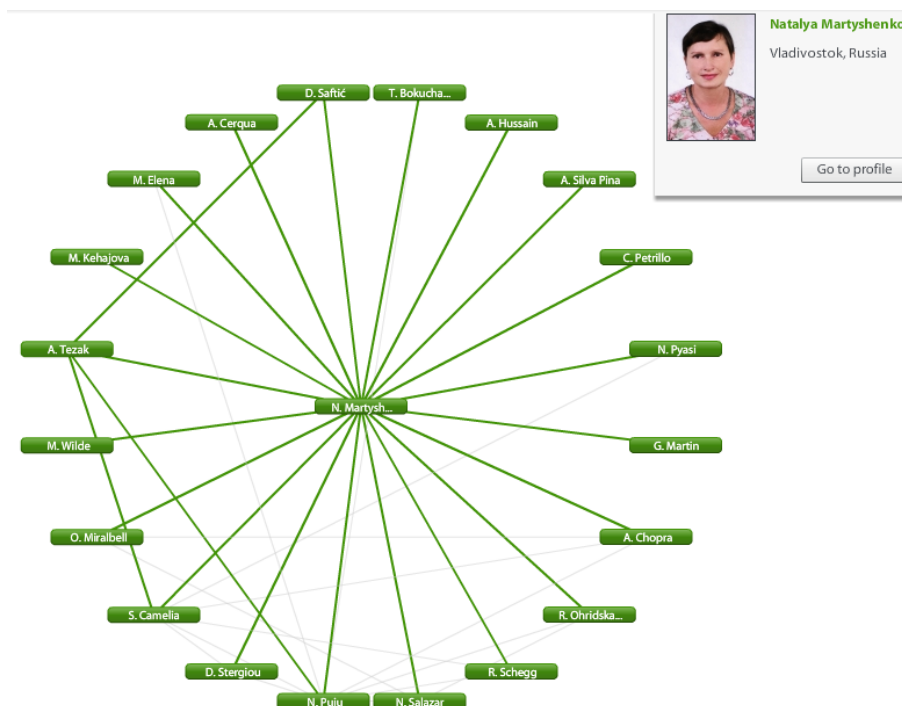 Natalya Martyshenko
Vladivostok, Russia
Go to profile
D. Saftić
T. Bokucha...
A. Cerqua
A. Hussain
M. Elena
A. Silva Pina
M. Kehajova
C. Petrillo
A. Tezak
N. Pyasi
N. Martysh...
M. Wilde
G. Martin
O. Miralbell
A. Chopra
S. Camelia
R. Ohridska...
D. Stergiou
R. Schegg
N. Puiu
N. Salazar